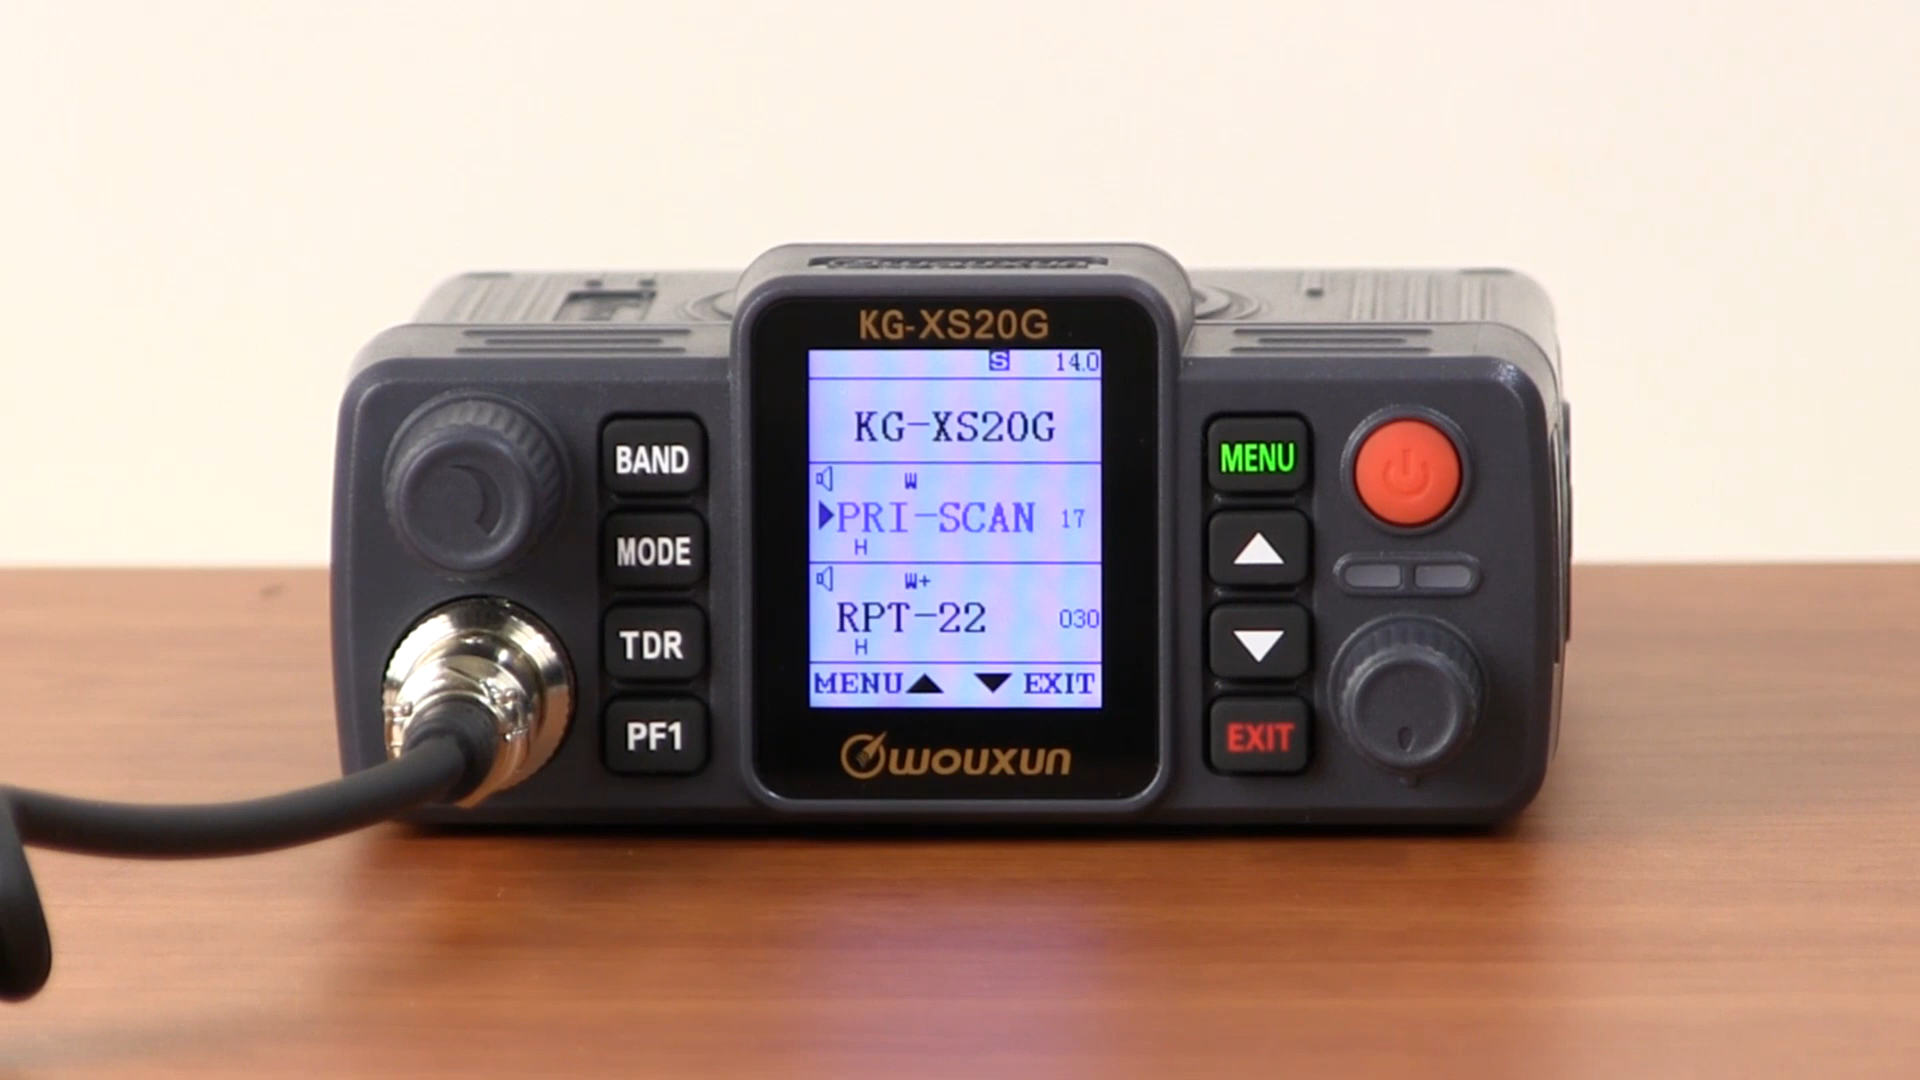 wouxun
KG-XS20G
S 14.0
KG-XS20G
W
PRI-SCAN 17
H
W+
RPT-22 030
H
MENU EXIT
wouxun
BAND
MODE
TDR
PF1
MENU
EXIT